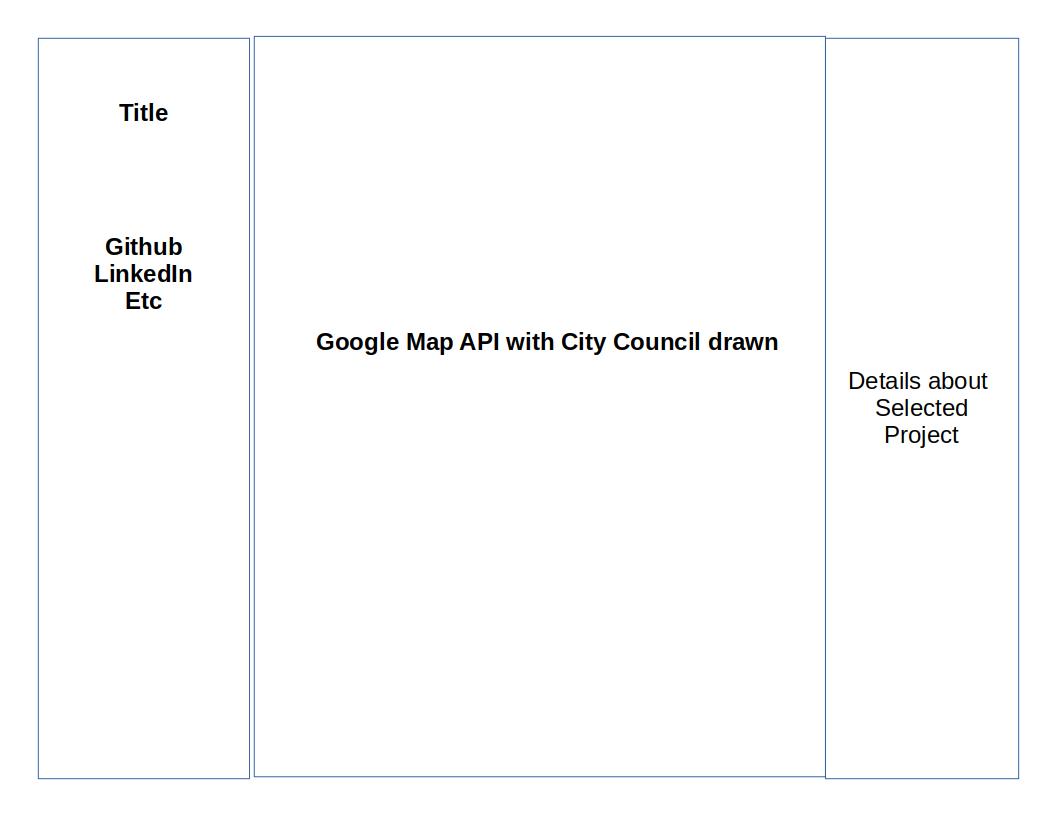 Title
Github
LinkedIn
Etc
Google Map API with City Council drawn
Details about
Selected
Project